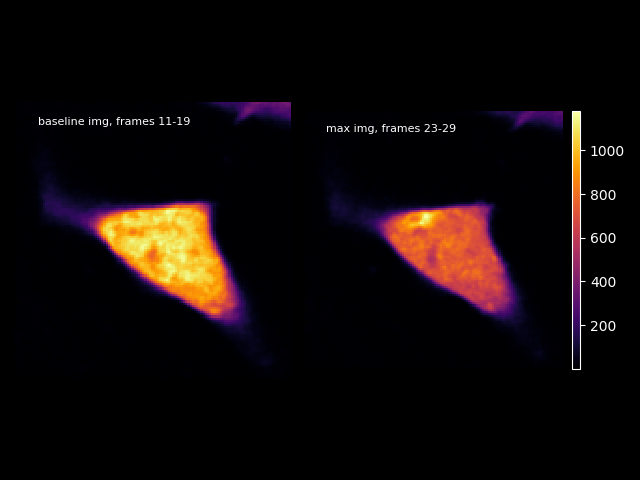 baseline img, frames 11-19
max img, frames 23-29
1000
800
600
400
200